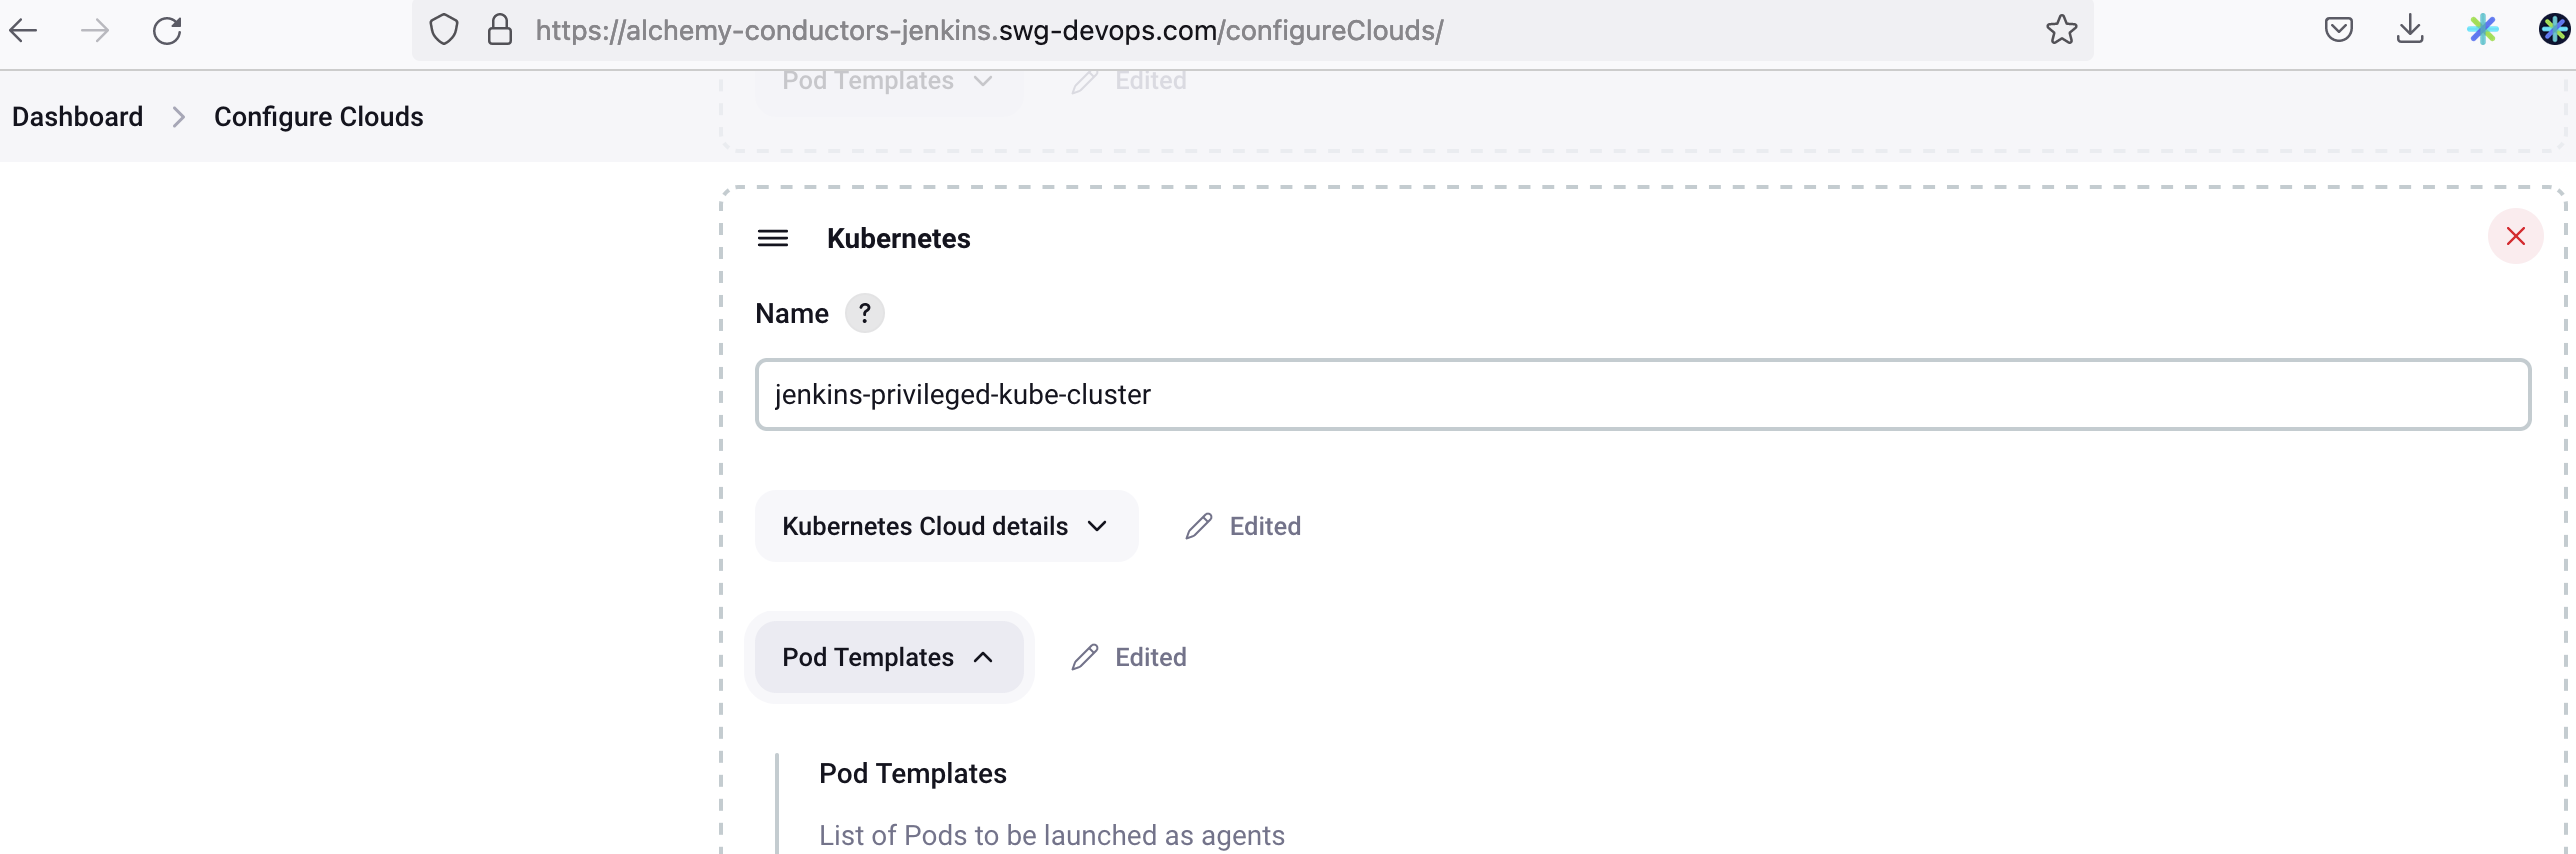 https://alchemy-conductors-jenkins.swg-devops.com/configureClouds/
Pod Templates Edited
Dashboard Configure Clouds
Kubernetes
Name ?
jenkins-privileged-kube-cluster
Kubernetes Cloud details Edited
Pod Templates Edited
Pod Templates
List of Pods to be launched as agents